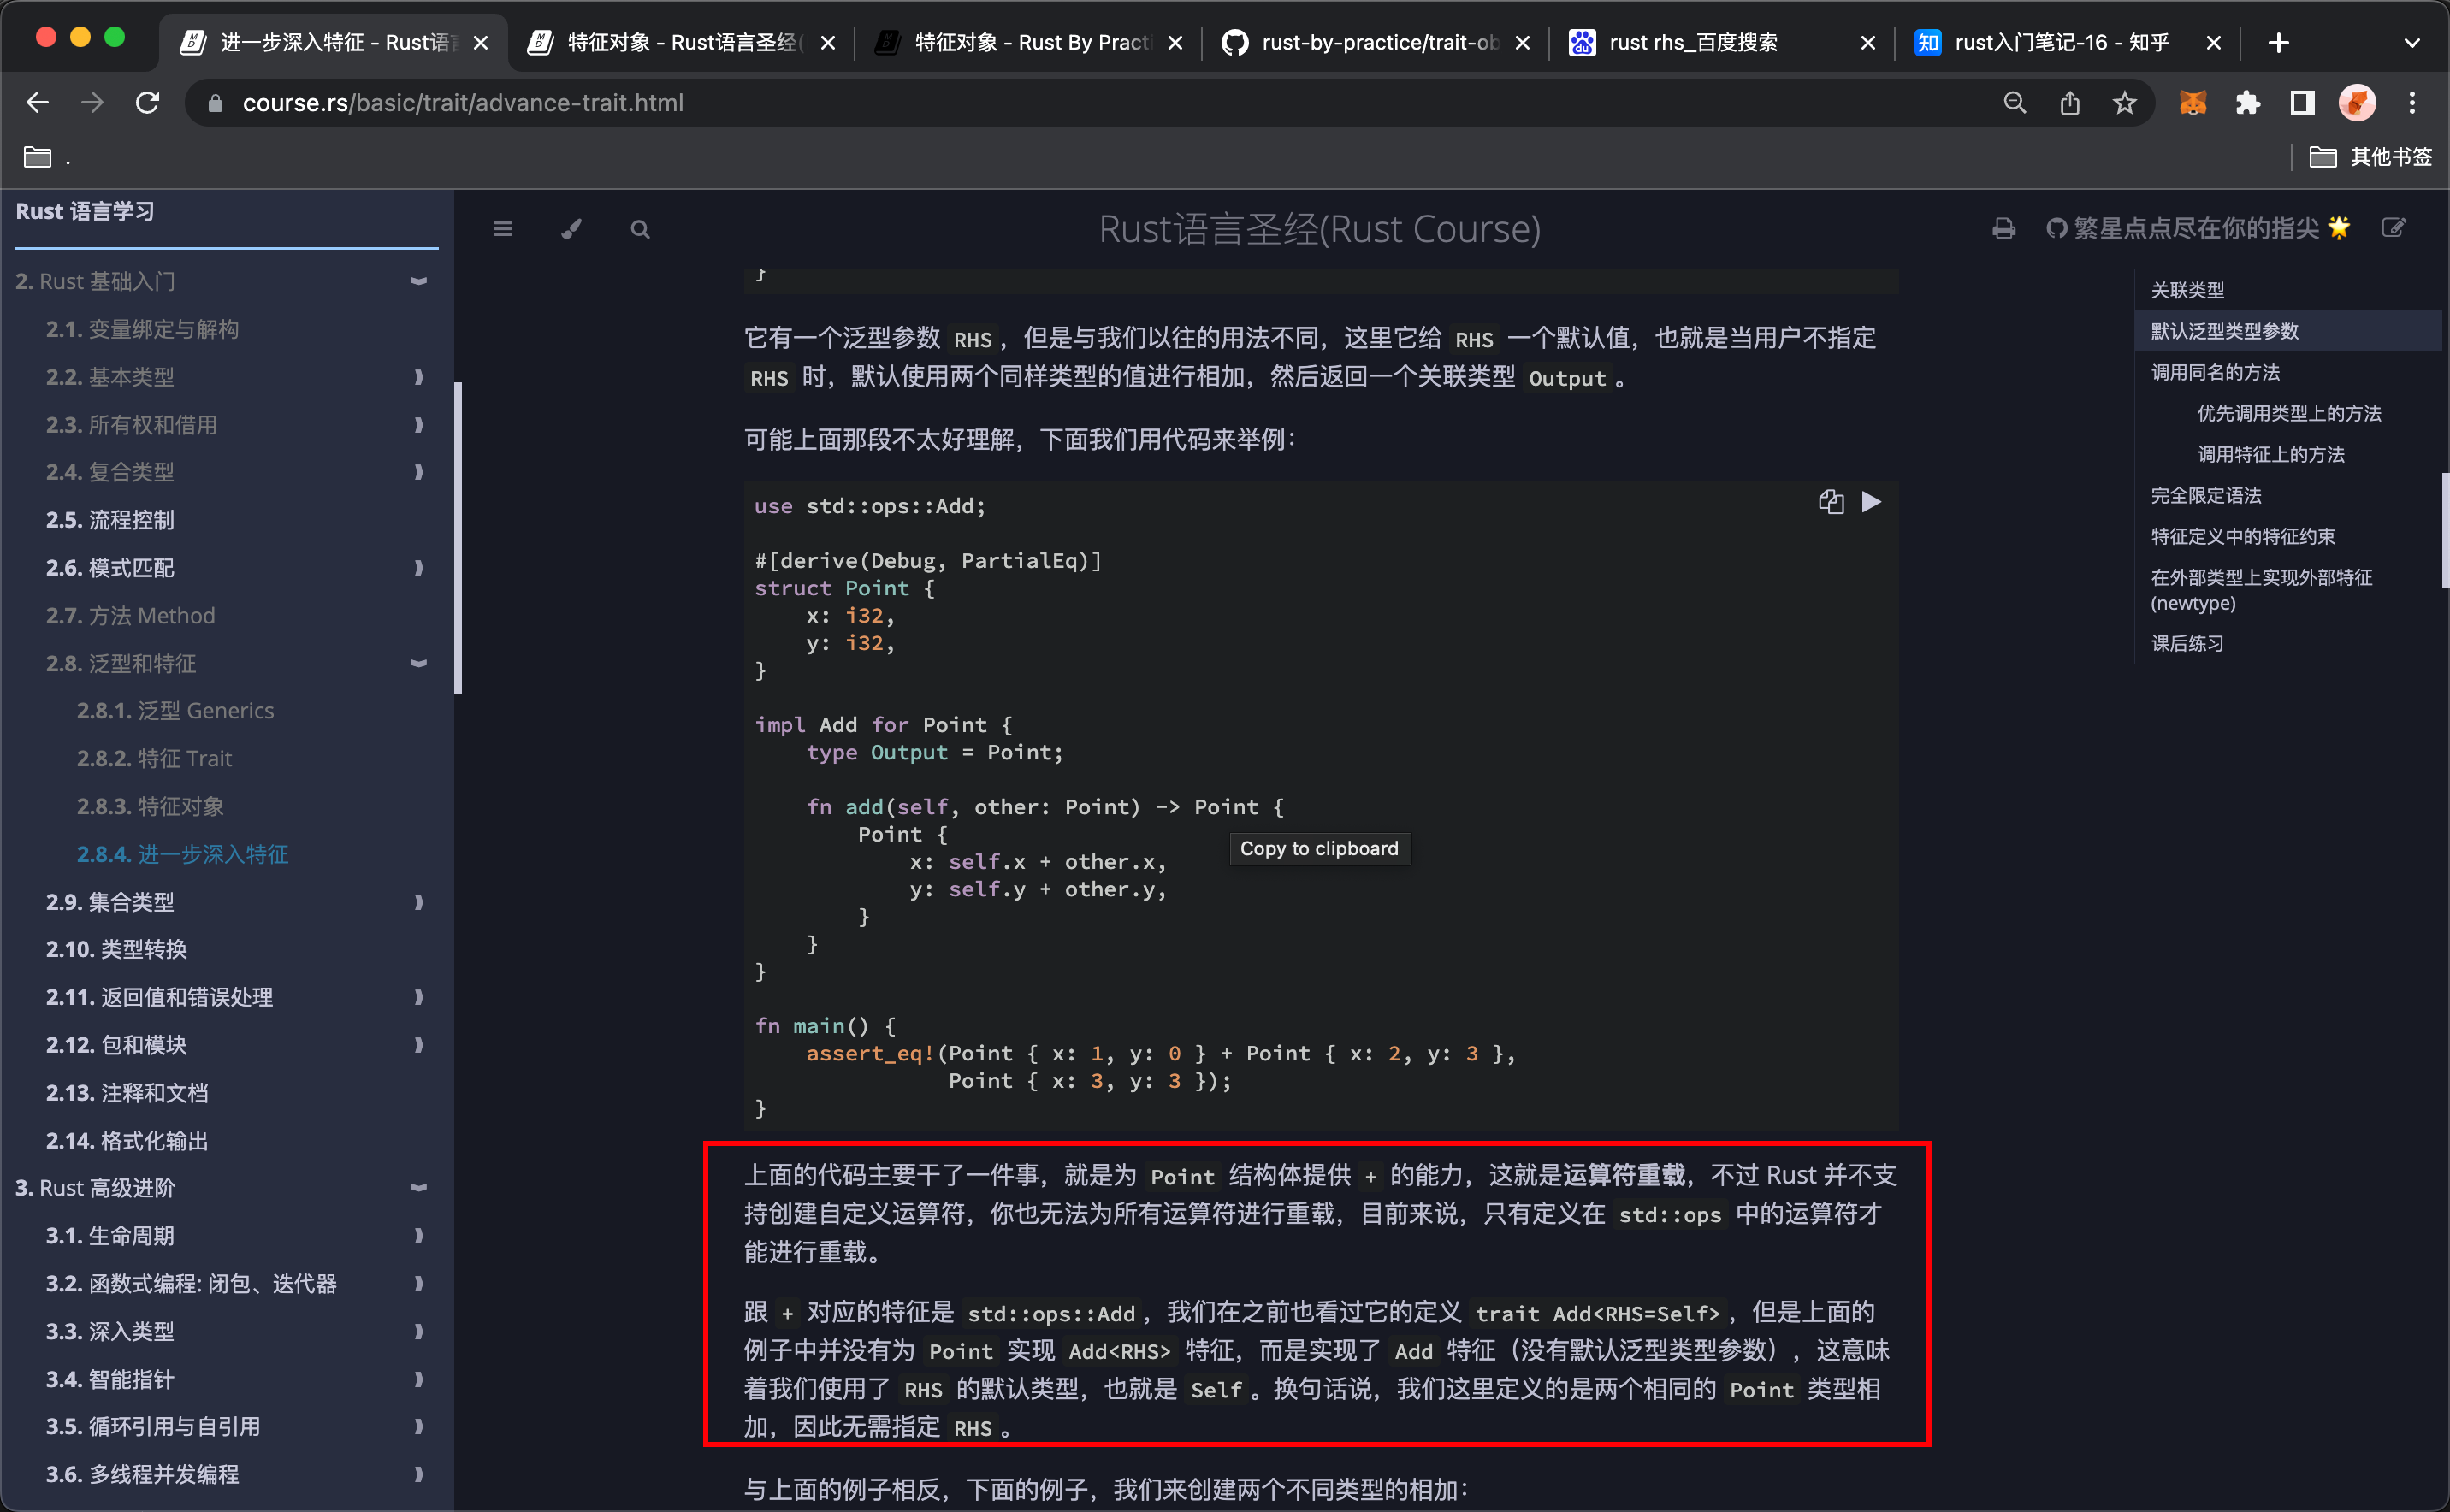 进一步深入特征 - Rust语言
特征对象 - Rust语言圣经(
特征对象 - Rust By Practi
rust-by-practice/trait-ob
rust rhs_百度搜索
知 rust入门笔记-16 - 知乎
course.rs/basic/trait/advance-trait.html
.
其他书签
Rust 语言学习
2. Rust 基础入门
2.1. 变量绑定与解构
2.2. 基本类型
2.3. 所有权和借用
2.4. 复合类型
2.5. 流程控制
2.6. 模式匹配
2.7. 方法 Method
2.8. 泛型和特征
2.8.1. 泛型 Generics
2.8.2. 特征 Trait
2.8.3. 特征对象
2.8.4. 进一步深入特征
2.9. 集合类型
2.10. 类型转换
2.11. 返回值和错误处理
2.12. 包和模块
2.13. 注释和文档
2.14. 格式化输出
3. Rust 高级进阶
3.1. 生命周期
3.2. 函数式编程: 闭包、迭代器
3.3. 深入类型
3.4. 智能指针
3.5. 循环引用与自引用
3.6. 多线程并发编程
Rust语言圣经(Rust Course)
繁星点点尽在你的指尖 🌟
}
它有一个泛型参数 RHS，但是与我们以往的用法不同，这里它给 RHS 一个默认值，也就是当用户不指定
RHS 时，默认使用两个同样类型的值进行相加，然后返回一个关联类型 Output。
可能上面那段不太好理解，下面我们用代码来举例：
use std::ops::Add;
#[derive(Debug, PartialEq)]
struct Point {
    x: i32,
    y: i32,
}
impl Add for Point {
    type Output = Point;
    fn add(self, other: Point) -> Point {
        Point {
            x: self.x + other.x,
            y: self.y + other.y,
        }
    }
}
Copy to clipboard
fn main() {
    assert_eq!(Point { x: 1, y: 0 } + Point { x: 2, y: 3 },
               Point { x: 3, y: 3 });
}
上面的代码主要干了一件事，就是为 Point 结构体提供 + 的能力，这就是运算符重载，不过 Rust 并不支
持创建自定义运算符，你也无法为所有运算符进行重载，目前来说，只有定义在 std::ops 中的运算符才
能进行重载。
跟 + 对应的特征是 std::ops::Add，我们在之前也看过它的定义 trait Add<RHS=Self>，但是上面的
例子中并没有为 Point 实现 Add<RHS> 特征，而是实现了 Add 特征（没有默认泛型类型参数），这意味
着我们使用了 RHS 的默认类型，也就是 Self。换句话说，我们这里定义的是两个相同的 Point 类型相
加，因此无需指定 RHS。
与上面的例子相反，下面的例子，我们来创建两个不同类型的相加：
关联类型
默认泛型类型参数
调用同名的方法
优先调用类型上的方法
调用特征上的方法
完全限定语法
特征定义中的特征约束
在外部类型上实现外部特征
(newtype)
课后练习